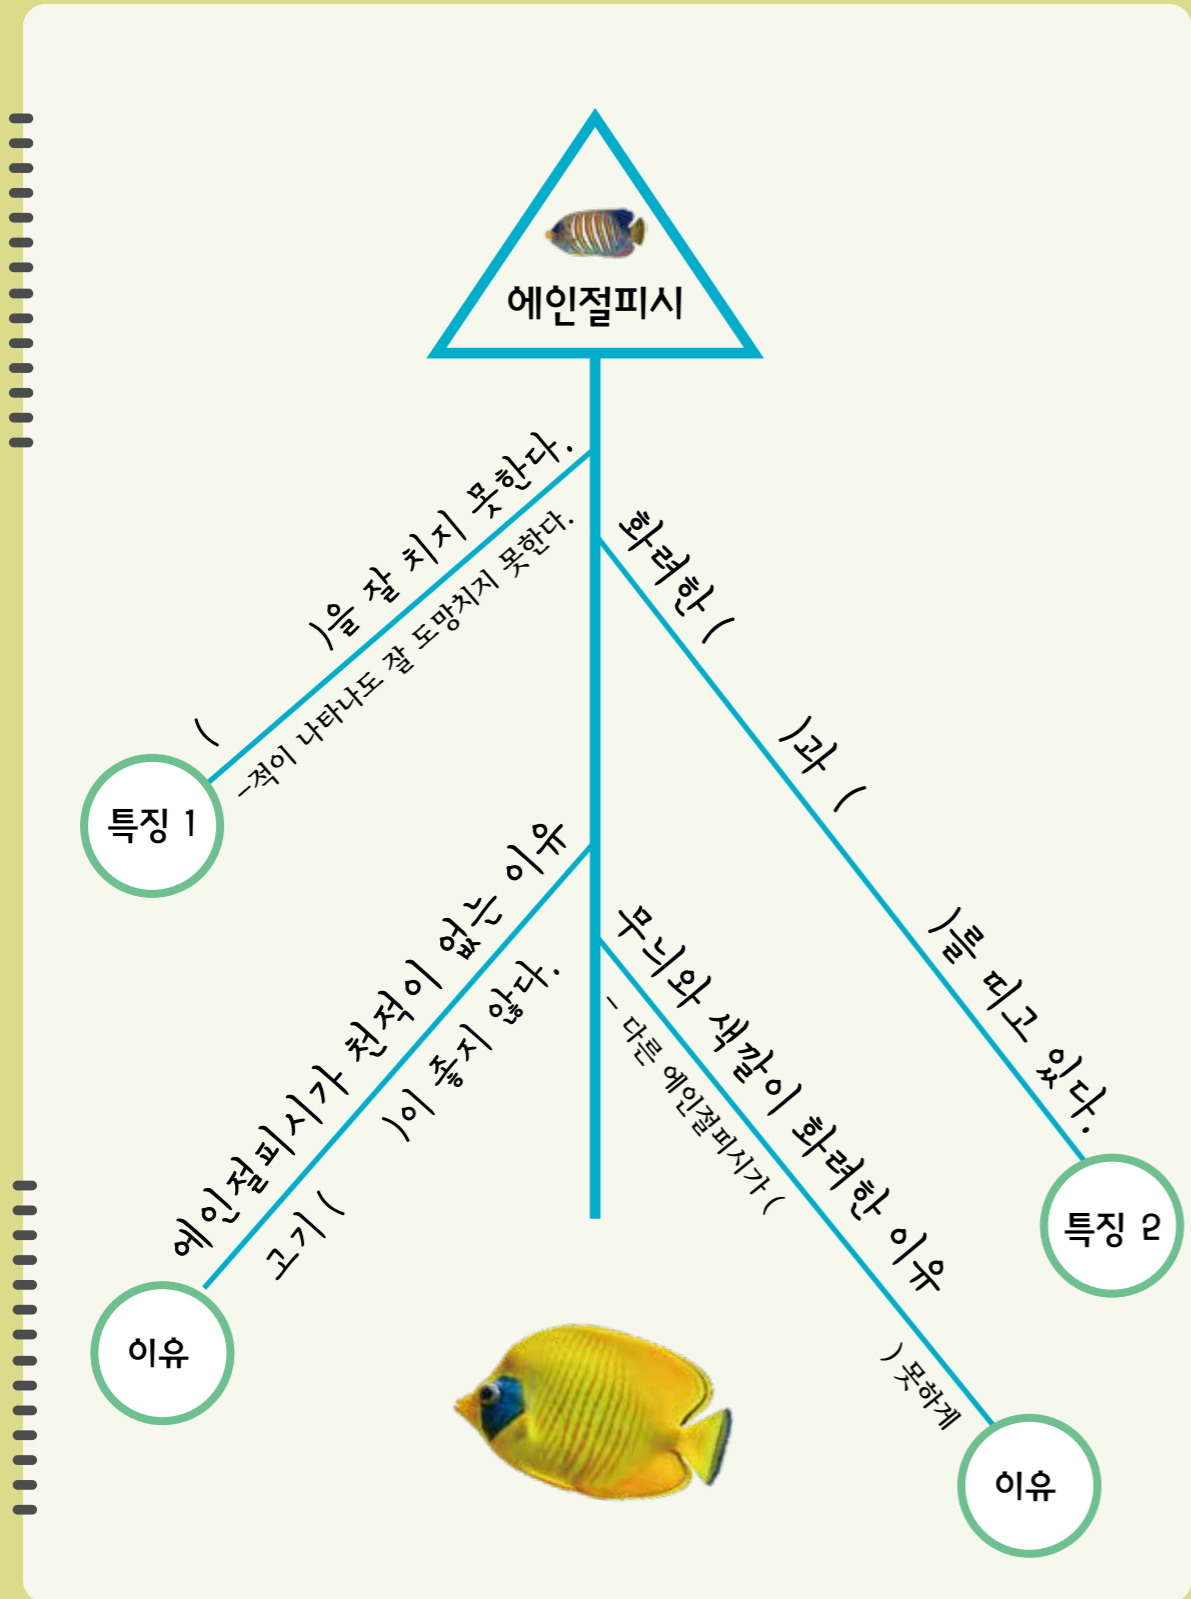 에인절피시
(              )을 잘 치지 못한다.
-적이 나타나도 잘 도망치지 못한다.
특징 1
화려한 (              )과 (              )를 띠고 있다.
특징 2
에인절피시가 천적이 없는 이유
고기 (              )이 좋지 않다.
이유
무늬와 색깔이 화려한 이유
- 다른 에인절피시가 (              ) 못하게
이유